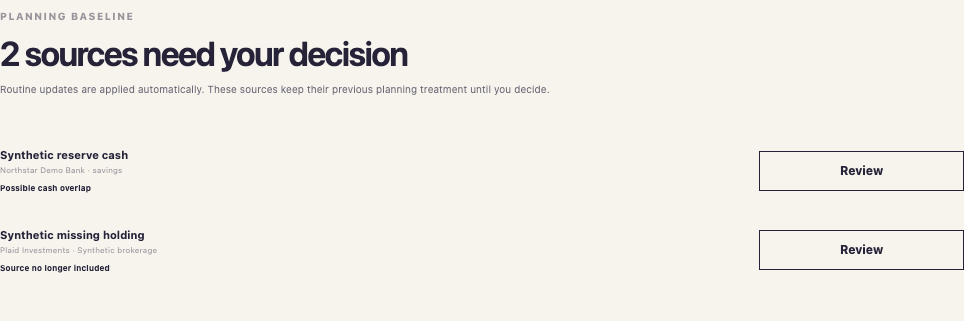 PLANNING BASELINE
2 sources need your decision
Routine updates are applied automatically. These sources keep their previous planning treatment until you decide.
Synthetic reserve cash
Northstar Demo Bank · savings
Possible cash overlap
Review
Synthetic missing holding
Plaid Investments · Synthetic brokerage
Source no longer included
Review